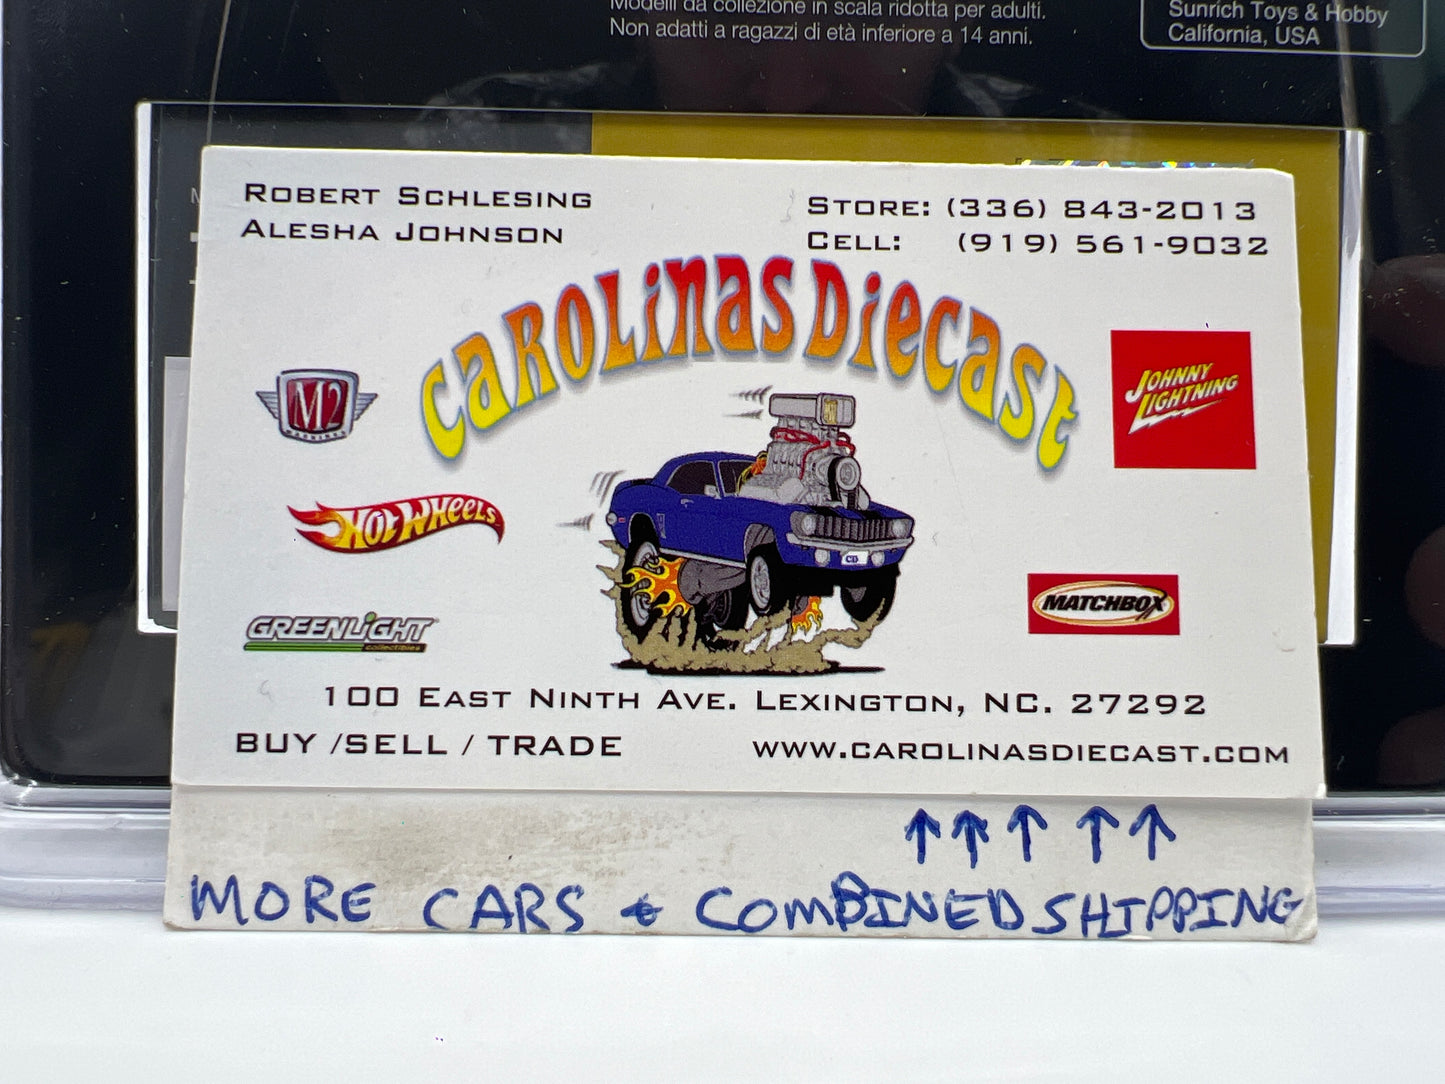 Modelli da collezione in scala ridotta per adulti.
Non adatti a ragazzi di età inferiore a 14 anni.
Sunrich Toys & Hobby
California, USA
ROBERT SCHLESING
ALESHA JOHNSON
STORE: (336) 843-2013
CELL: (919) 561-9032
CAROLINAS DIECAST
M2
MACHINES
JOHNNY
LIGHTNING
HOT WHEELS
CD
MATCHBOX
GREENLIGHT
collectibles
100 EAST NINTH AVE. LEXINGTON, NC. 27292
BUY /SELL / TRADE
WWW.CAROLINASDIECAST.COM
↑ ↑ ↑ ↑ ↑
MORE CARS & COMBINED SHIPPING